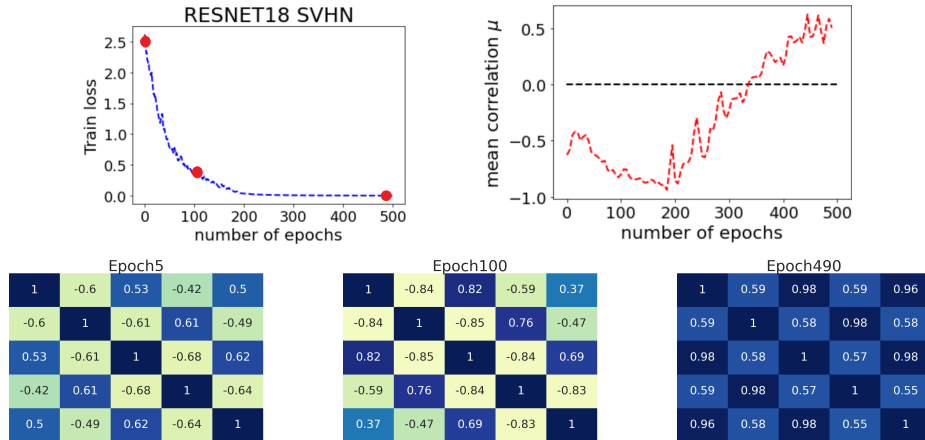 RESNET18 SVHN
2.5
2.0
1.5
1.0
0.5
0.0
Train loss
0 100 200 300 400 500
number of epochs
0.5
0.0
−0.5
−1.0
mean correlation μ
0 100 200 300 400 500
number of epochs
Epoch5
1 -0.6 0.53 -0.42 0.5
-0.6 1 -0.61 0.61 -0.49
0.53 -0.61 1 -0.68 0.62
-0.42 0.61 -0.68 1 -0.64
0.5 -0.49 0.62 -0.64 1
Epoch100
1 -0.84 0.82 -0.59 0.37
-0.84 1 -0.85 0.76 -0.47
0.82 -0.85 1 -0.84 0.69
-0.59 0.76 -0.84 1 -0.83
0.37 -0.47 0.69 -0.83 1
Epoch490
1 0.59 0.98 0.59 0.96
0.59 1 0.58 0.98 0.58
0.98 0.58 1 0.57 0.98
0.59 0.98 0.57 1 0.55
0.96 0.58 0.98 0.55 1